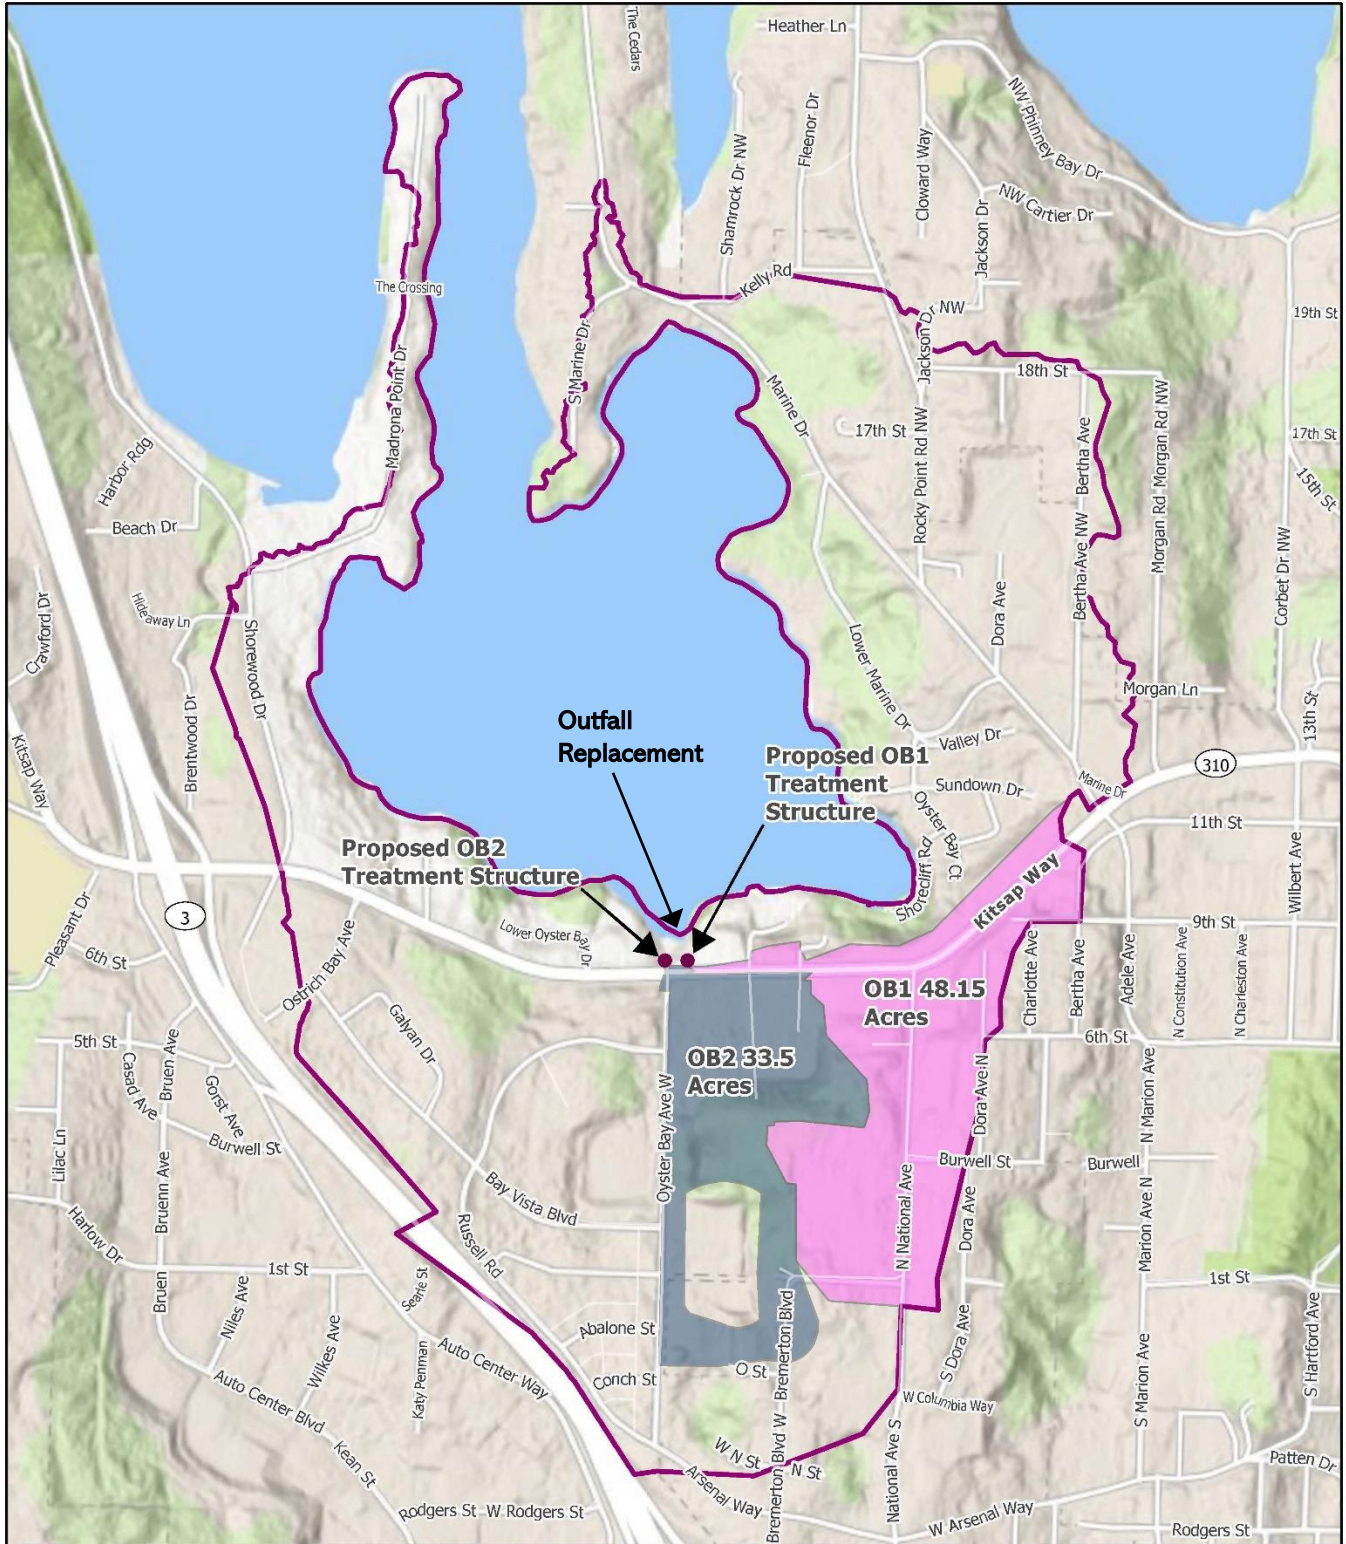 The Cedars
Heather Ln
NW Phinney Bay Dr
Fleenor Dr
Shamrock Dr NW
Cloward Way
NW Cartier Dr
Jackson Dr
Kelly Rd
The Crossing
Jackson Dr NW
19th St
S Marine Dr
Madrona Point Dr
18th St
Marine Dr
17th St
Rocky Point Rd NW
Bertha Ave
Morgan Rd NW
17th St
15th St
Harbor Rdg
Beach Dr
Morgan Rd
Bertha Ave NW
Corbet Dr NW
Crawford Dr
Hideaway Ln
Shorewood Dr
Dora Ave
Lower Marine Dr
Morgan Ln
Brentwood Dr
13th St
Outfall
Replacement
Valley Dr
Kitsap Way
Proposed OB1
Treatment
Structure
310
Marine Dr
Sundown Dr
Oyster Bay Ct
11th St
Proposed OB2
Treatment Structure
Shorecliff Rd
Kitsap Way
Wilbert Ave
Pleasant Dr
3
9th St
Lower Oyster Bay Dr
6th St
Ostrich Bay Ave
Charlotte Ave
Bertha Ave
Adele Ave
N Constitution Ave
N Charleston Ave
OB1 48.15
Acres
5th St
Galyan Dr
6th St
OB2 33.5
Acres
Casad Ave
Bruen Ave
Gorst Ave
Dora Ave N
N Marion Ave
Burwell St
Lilac Ln
Oyster Bay Ave W
Burwell St
Burwell
Bruenn Ave
Bay Vista Blvd
N National Ave
Dora Ave
Marion Ave N
Harlow Dr
Russell Rd
1st St
1st St
Bruen
Niles Ave
Searle St
Wilkes Ave
Abalone St
Bremerton Blvd
S Dora Ave
S Marion Ave
S Hartford Ave
Auto Center Way
Conch St
O St
Katy Penman
Auto Center Blvd
W Columbia Way
Kean St
W N St
N St
Bremerton Blvd W
National Ave S
Patten Dr
Arsenal Way
Rodgers St
W Rodgers St
W Arsenal Way
Rodgers St